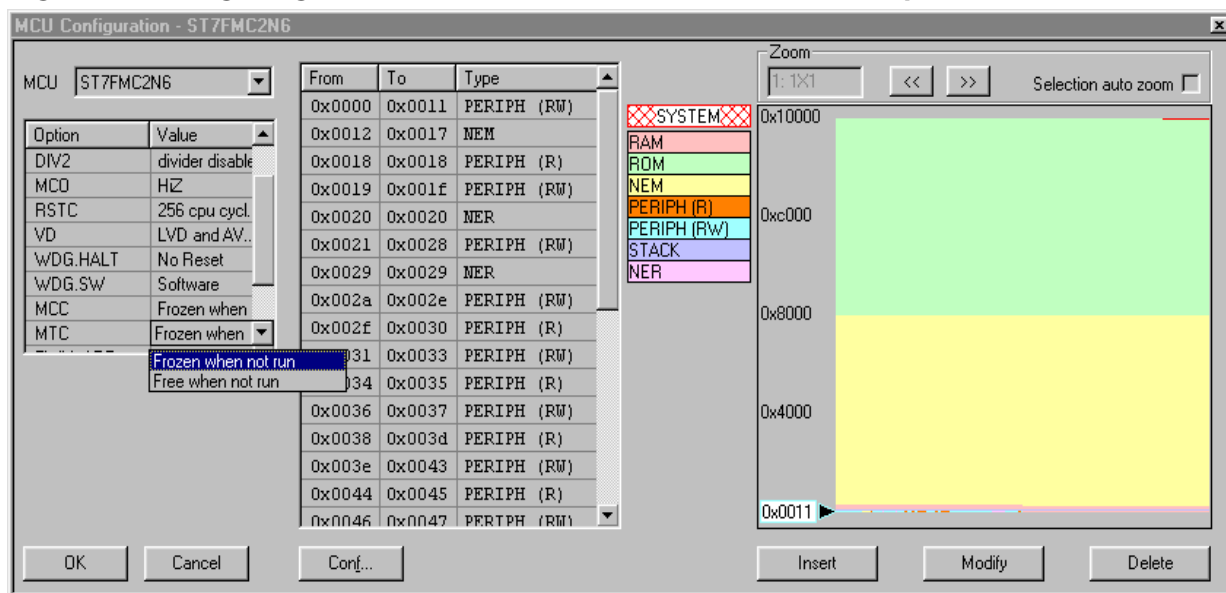 MCU Configuration - ST7FMC2N6
MCU ST7FMC2N6
Option Value
DIV2 divider disable
MCO HiZ
RSTC 256 cpu cycl.
VD LVD and AV..
WDG.HALT No Reset
WDG.SW Software
MCC Frozen when
MTC Frozen when
Frozen when not run
Free when not run
From To Type
0x0000 0x0011 PERIPH (RW)
0x0012 0x0017 NEM
0x0018 0x0018 PERIPH (R)
0x0019 0x001f PERIPH (RW)
0x0020 0x0020 NER
0x0021 0x0028 PERIPH (RW)
0x0029 0x0029 NER
0x002a 0x002e PERIPH (RW)
0x002f 0x0030 PERIPH (R)
031 0x0033 PERIPH (RW)
034 0x0035 PERIPH (R)
0x0036 0x0037 PERIPH (RW)
0x0038 0x003d PERIPH (R)
0x003e 0x0043 PERIPH (RW)
0x0044 0x0045 PERIPH (R)
0x0046 0x0047 PERIPH (RW)
SYSTEM
RAM
ROM
NEM
PERIPH (R)
PERIPH (RW)
STACK
NER
Zoom
1: 1X1 << >> Selection auto zoom
0x10000
0xc000
0x8000
0x4000
0x0011
OK Cancel Conf... Insert Modify Delete